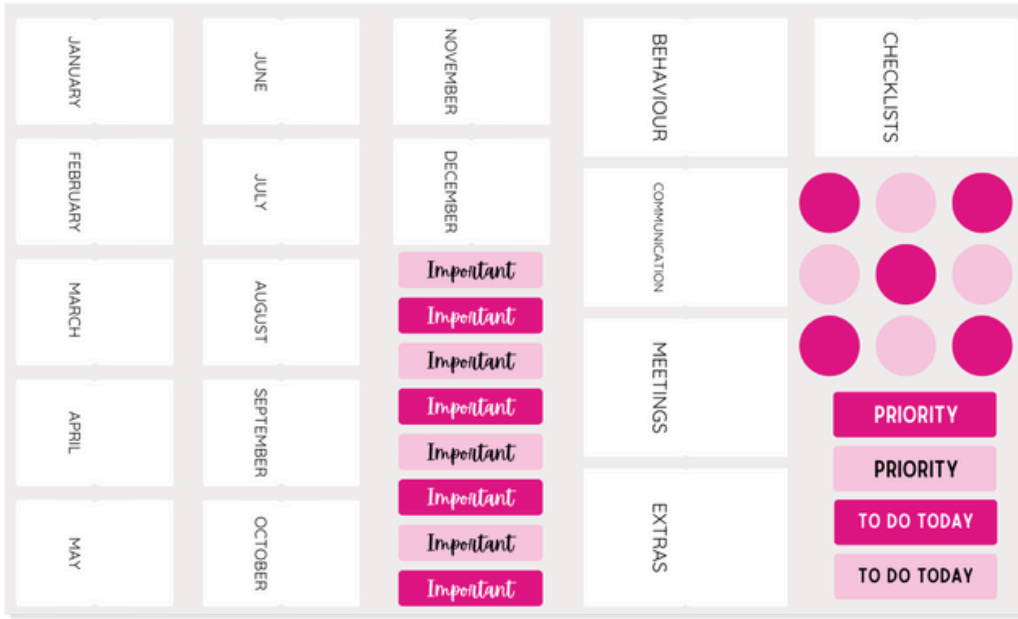 JANUARY
FEBRUARY
MARCH
APRIL
MAY
JUNE
JULY
AUGUST
SEPTEMBER
OCTOBER
NOVEMBER
DECEMBER
Important
Important
Important
Important
Important
Important
Important
Important
BEHAVIOUR
COMMUNICATION
MEETINGS
EXTRAS
CHECKLISTS
PRIORITY
PRIORITY
TO DO TODAY
TO DO TODAY